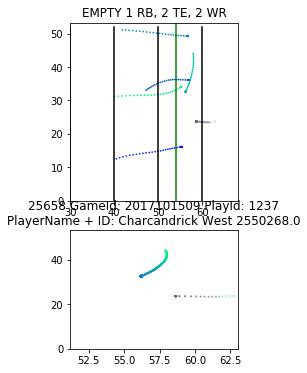 EMPTY 1 RB, 2 TE, 2 WR
50
40
30
20
10
0
30 40 50 60
25658 GameId: 2017101509 PlayId: 1237
PlayerName + ID: Charcandrick West 2550268.0
40
20
0
52.5 55.0 57.5 60.0 62.5